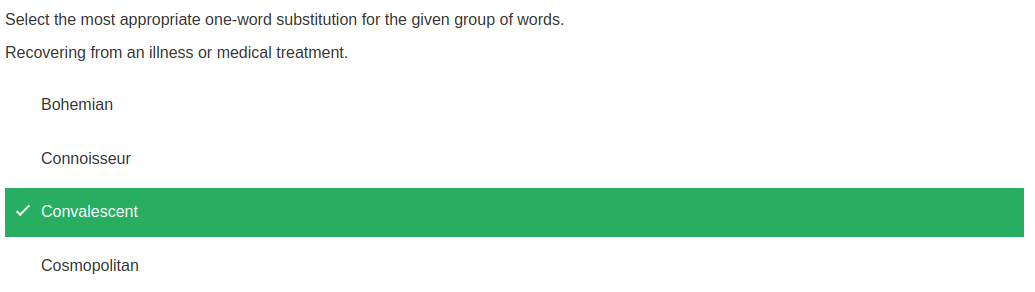 Select the most appropriate one-word substitution for the given group of words.
Recovering from an illness or medical treatment.
Bohemian
Connoisseur
Convalescent
Cosmopolitan